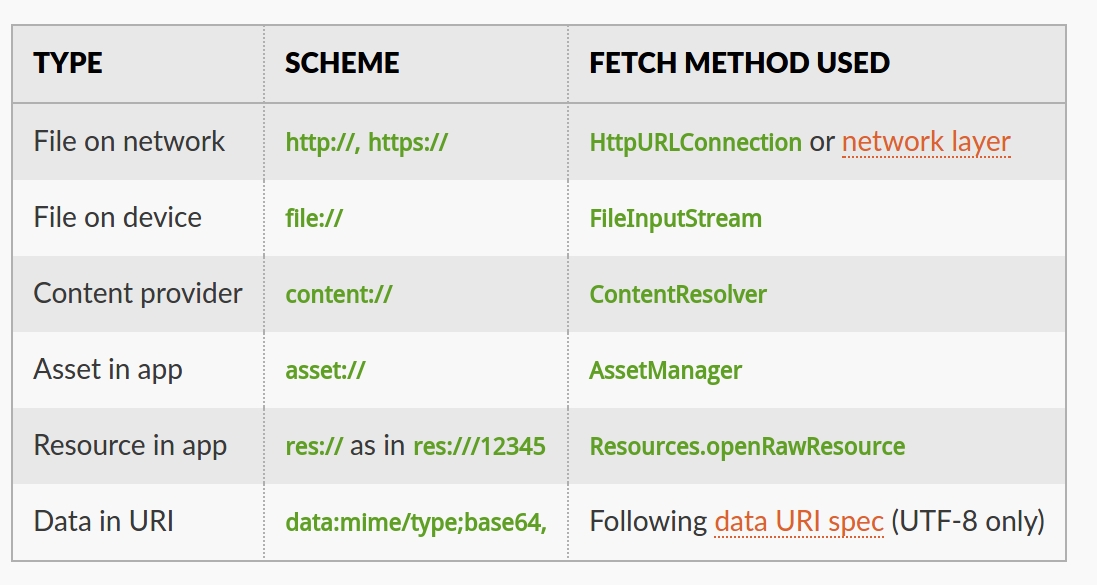 TYPE SCHEME FETCH METHOD USED
File on network http://, https:// HttpURLConnection or network layer
File on device file:// FileInputStream
Content provider content:// ContentResolver
Asset in app asset:// AssetManager
Resource in app res:// as in res:///12345 Resources.openRawResource
Data in URI data:mime/type;base64, Following data URI spec (UTF-8 only)